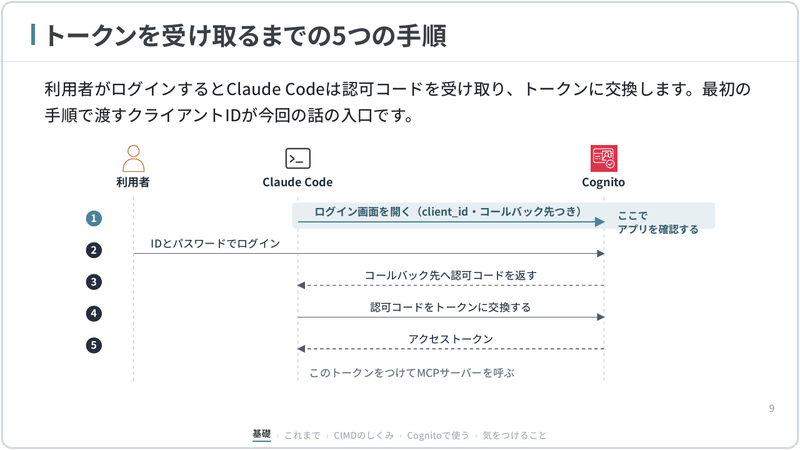 トークンを受け取るまでの5つの手順
利用者がログインするとClaude Codeは認可コードを受け取り、トークンに交換します。最初の
手順で渡すクライアントIDが今回の話の入口です。
利用者
Claude Code
Cognito
1
ログイン画面を開く（client_id・コールバック先つき）
ここで
アプリを確認する
2
IDとパスワードでログイン
3
コールバック先へ認可コードを返す
4
認可コードをトークンに交換する
5
アクセストークン
このトークンをつけてMCPサーバーを呼ぶ
9
基礎 › これまで › CIMDのしくみ › Cognitoで使う › 気をつけること